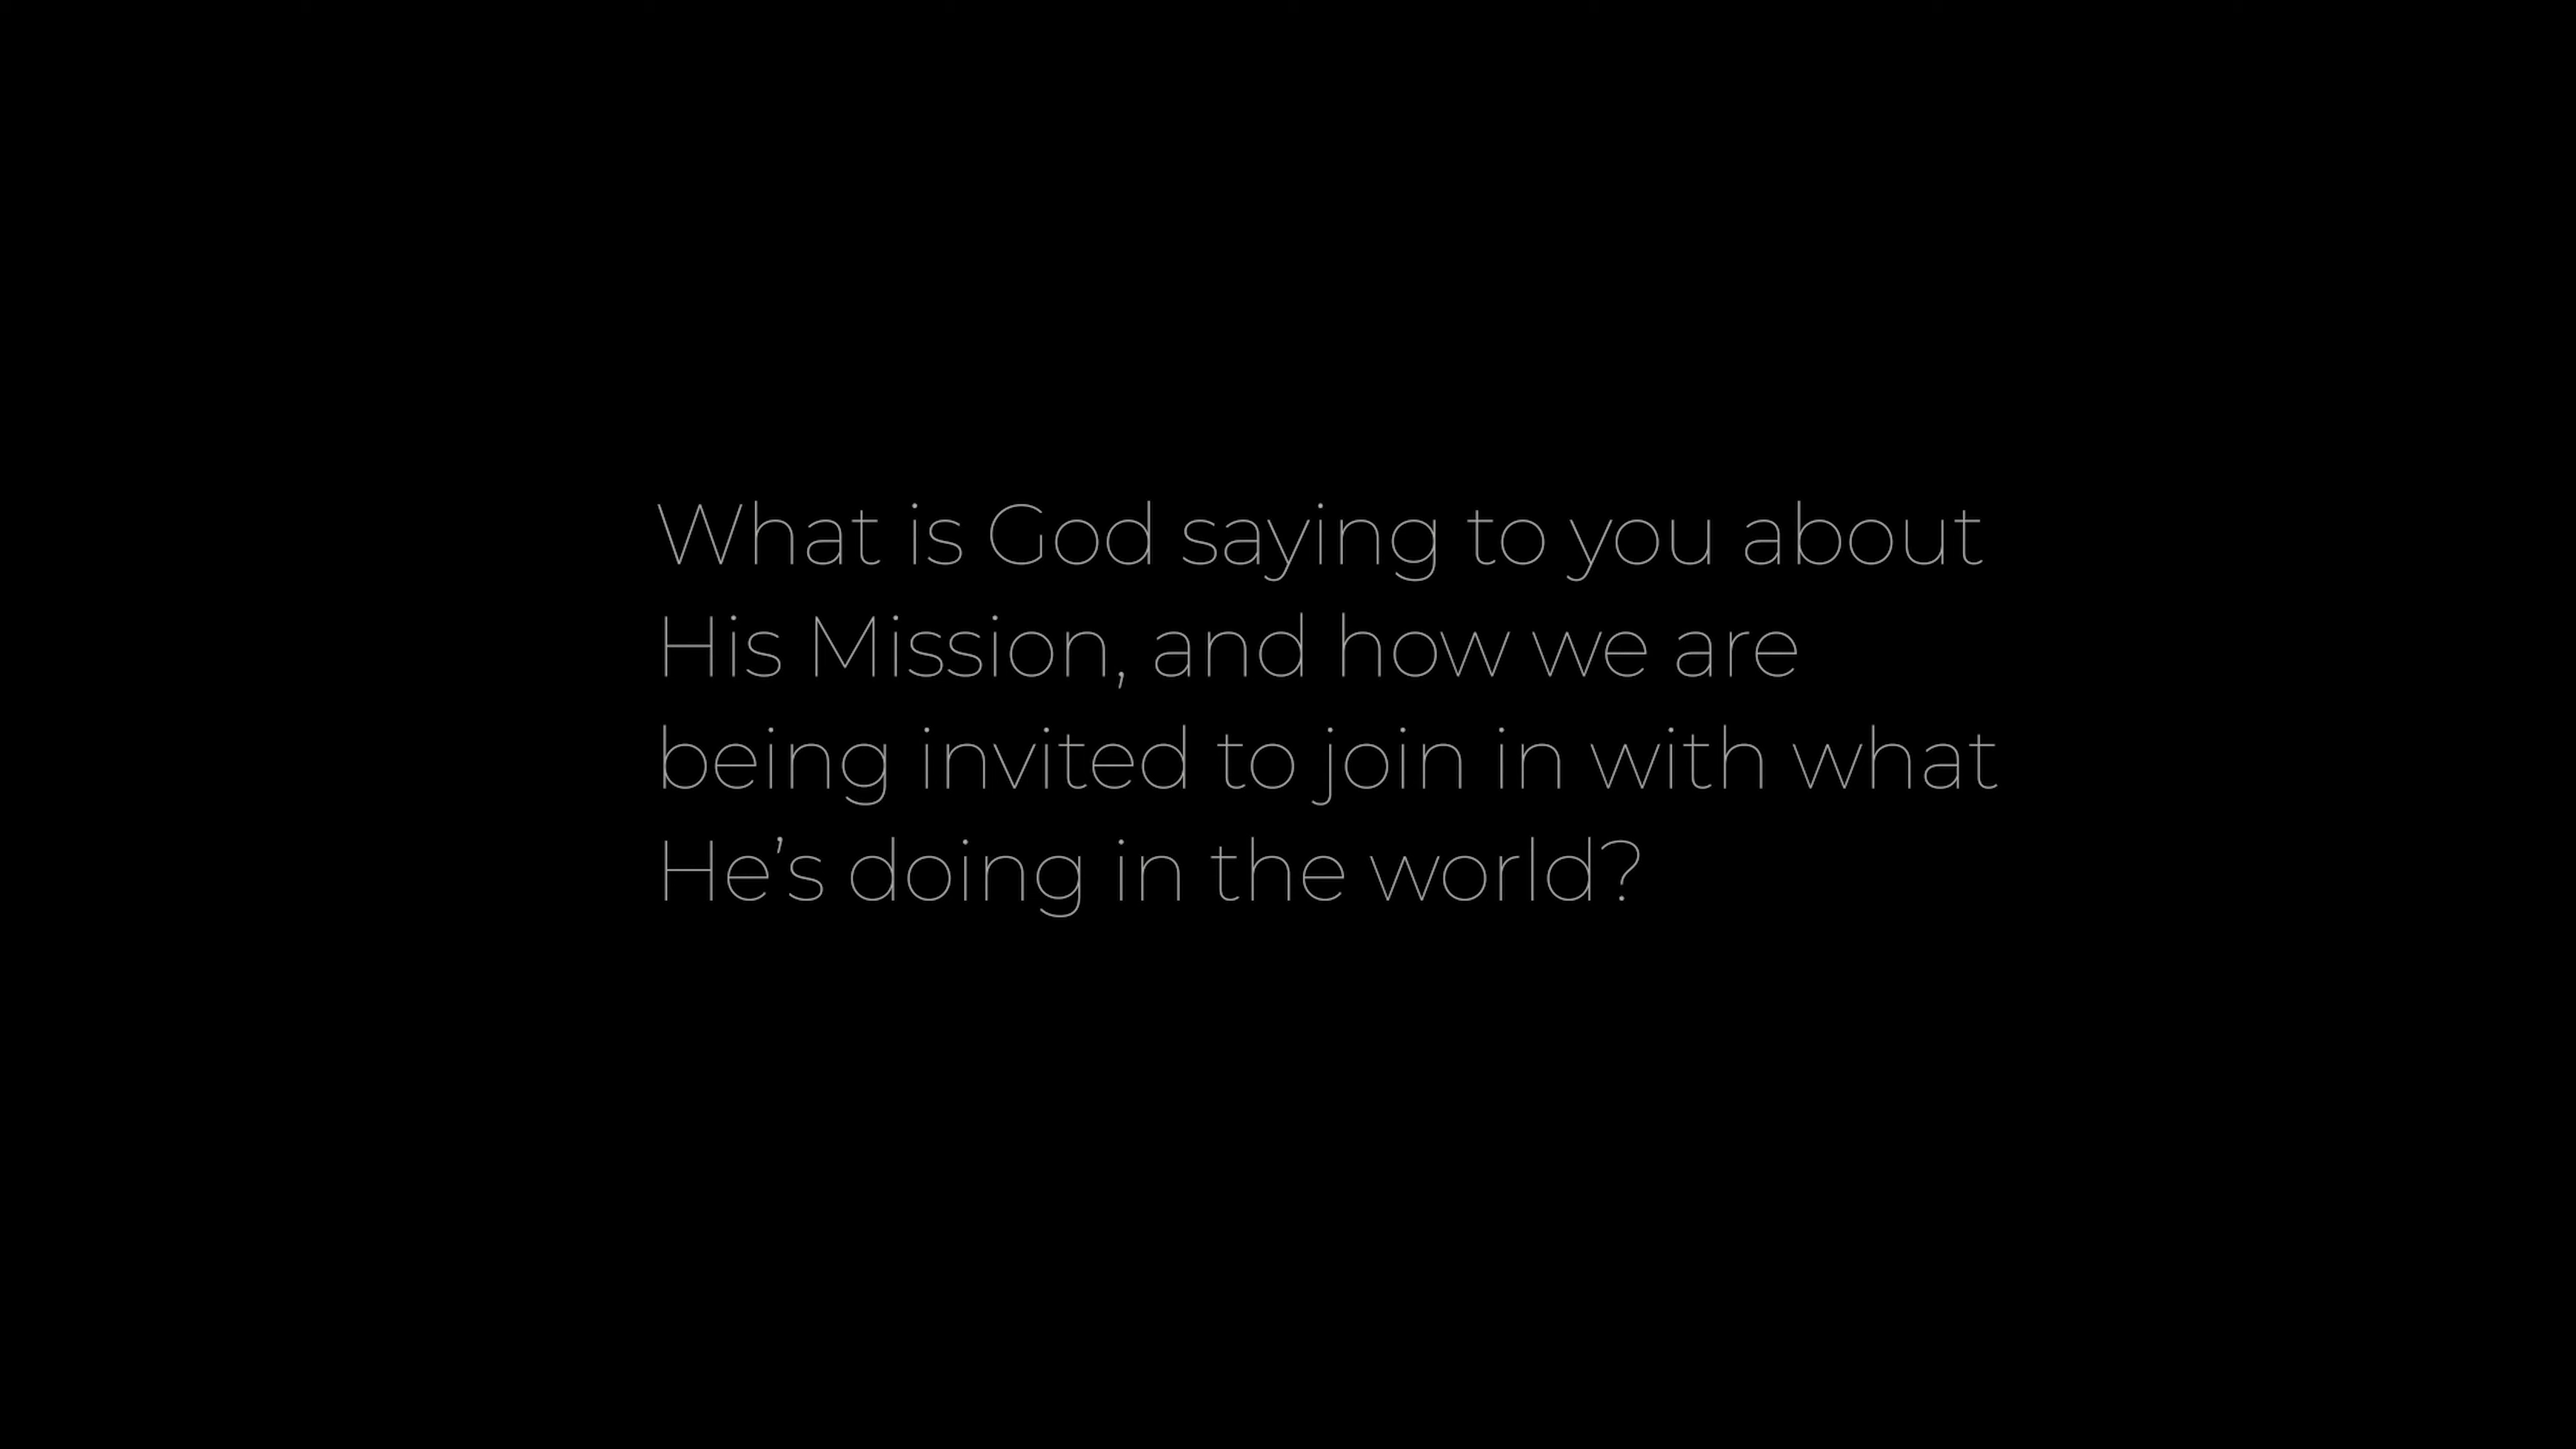 What is God saying to you about
His Mission, and how we are
being invited to join in with what
He’s doing in the world?